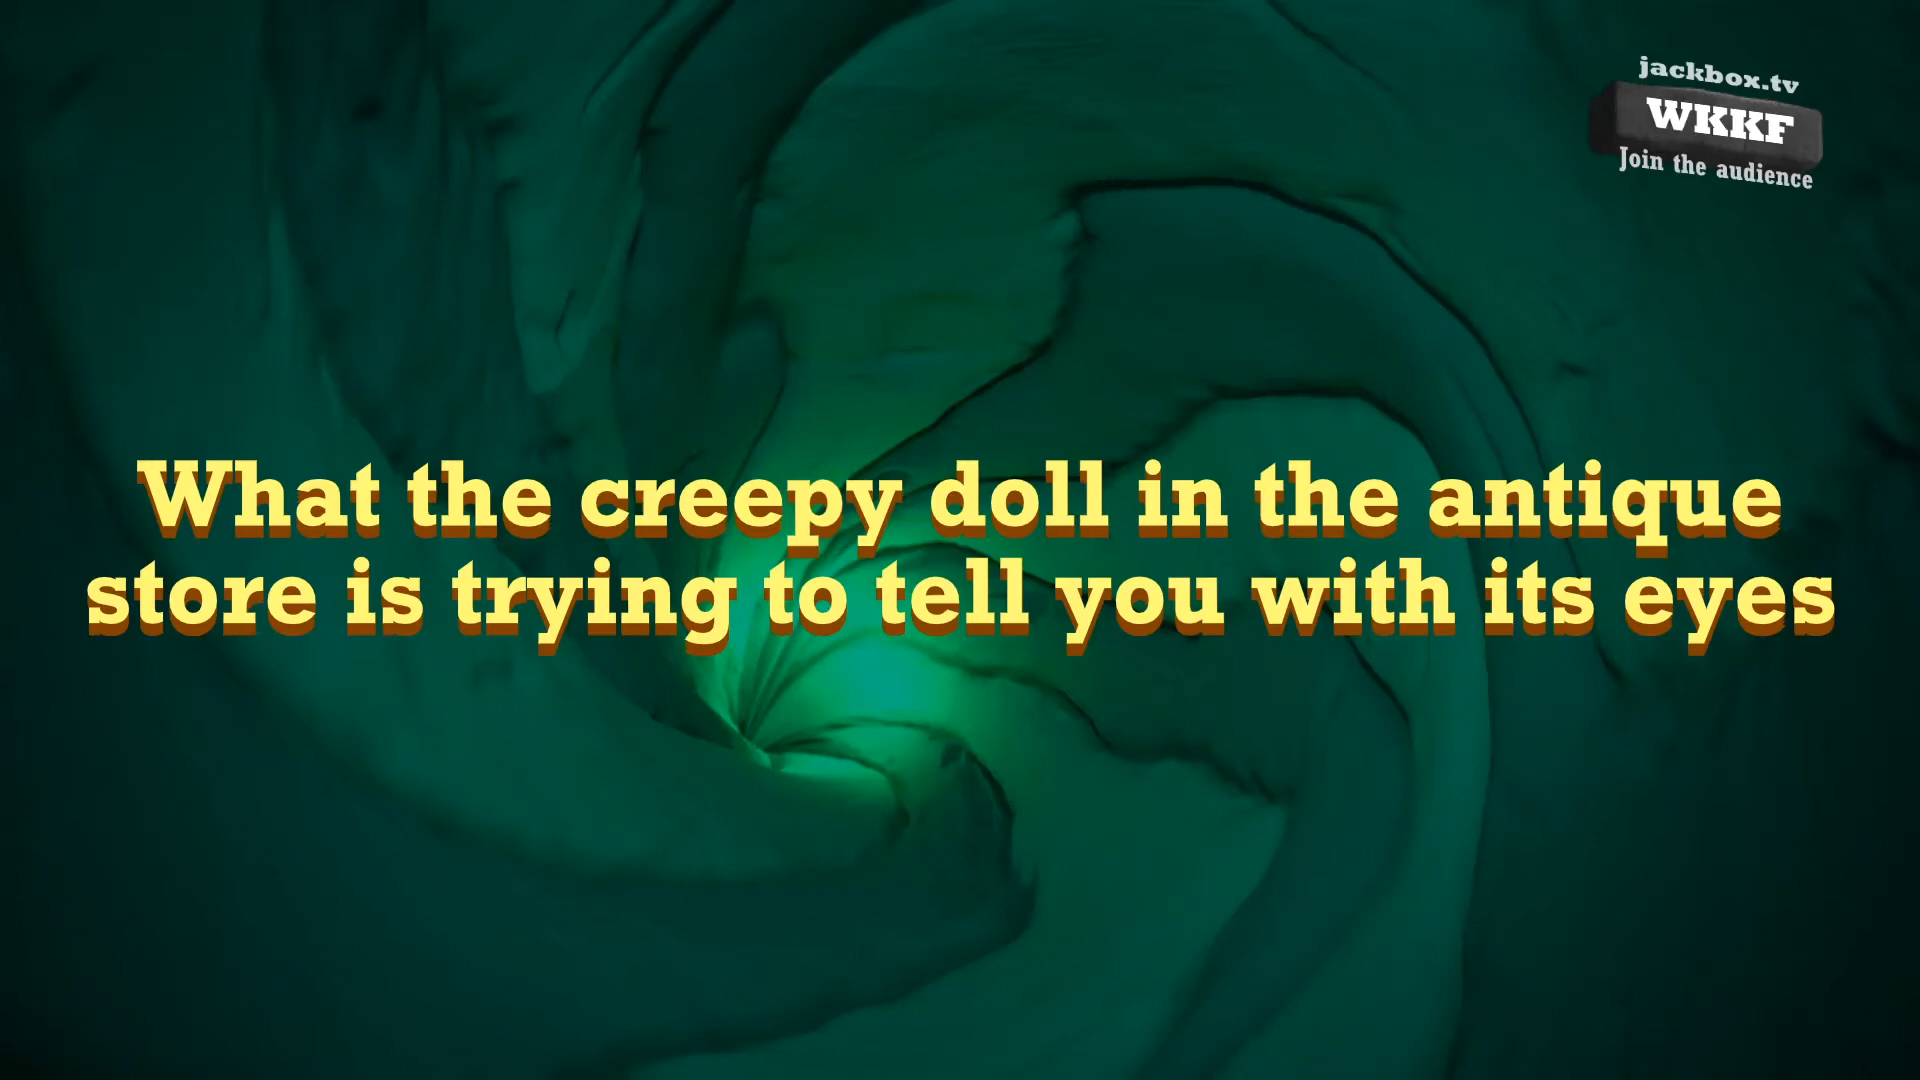 jackbox.tv
WKKF
Join the audience
What the creepy doll in the antique
store is trying to tell you with its eyes